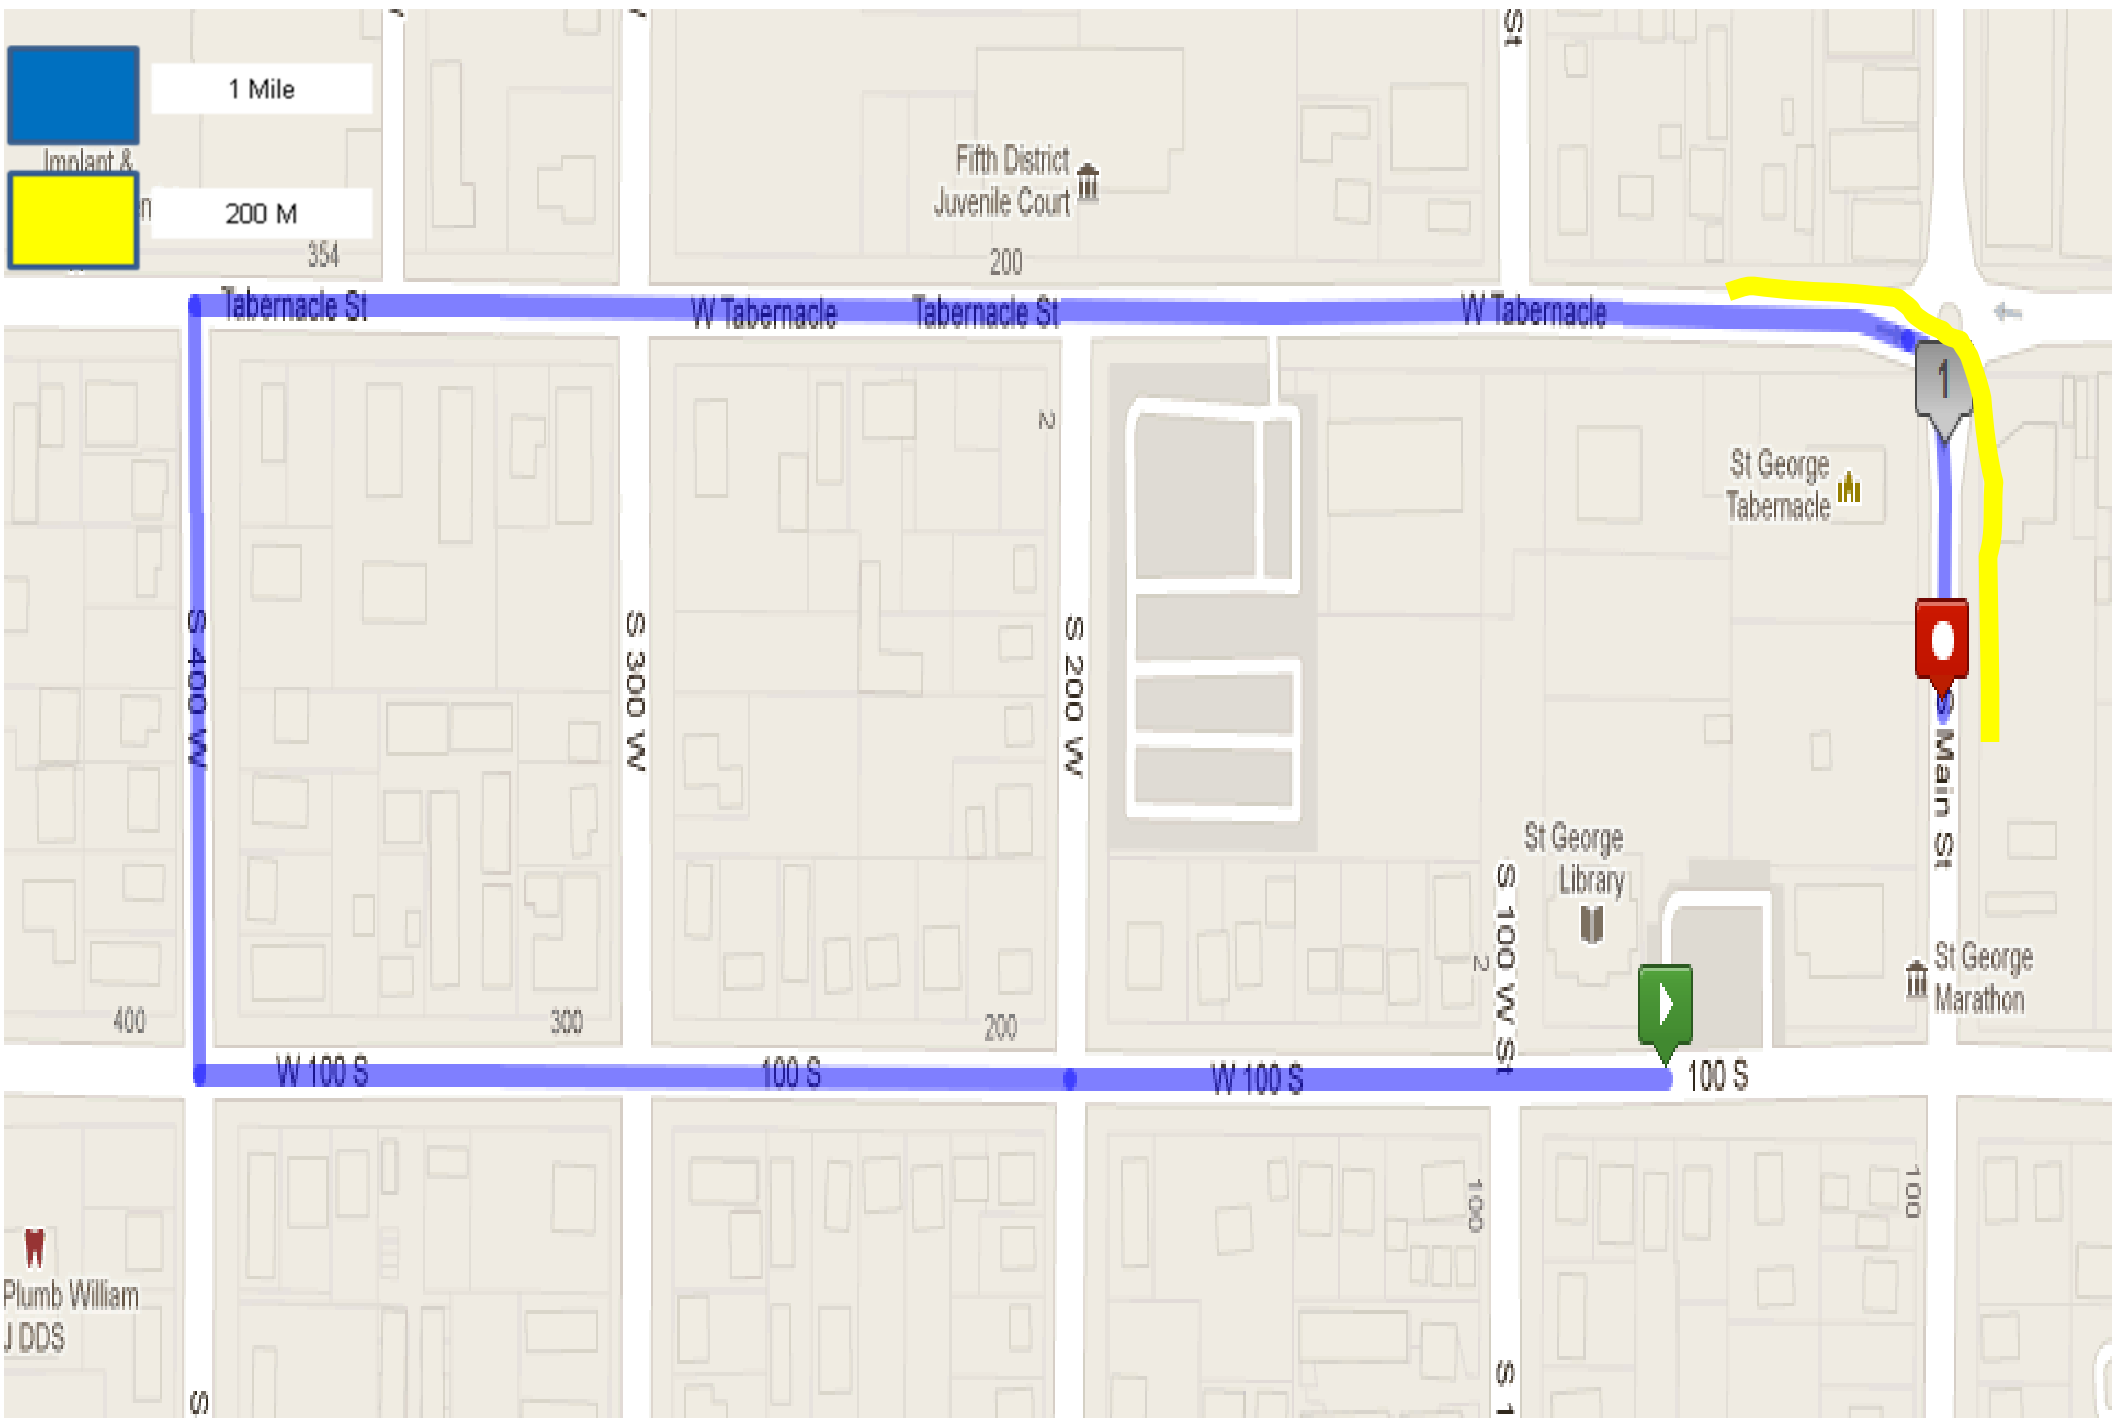 St
1 Mile
Implant &
n
200 M
354
Fifth District
Juvenile Court
200
Tabernacle St
W Tabernacle
Tabernacle St
W Tabernacle
1
2
St George
Tabernacle
S 400 W
S 300 W
S 200 W
S Main St
St George
Library
S 100 W St
2
St George
Marathon
400
300
200
W 100 S
100 S
W 100 S
100 S
100
100
Plumb William
J DDS
S
S 1